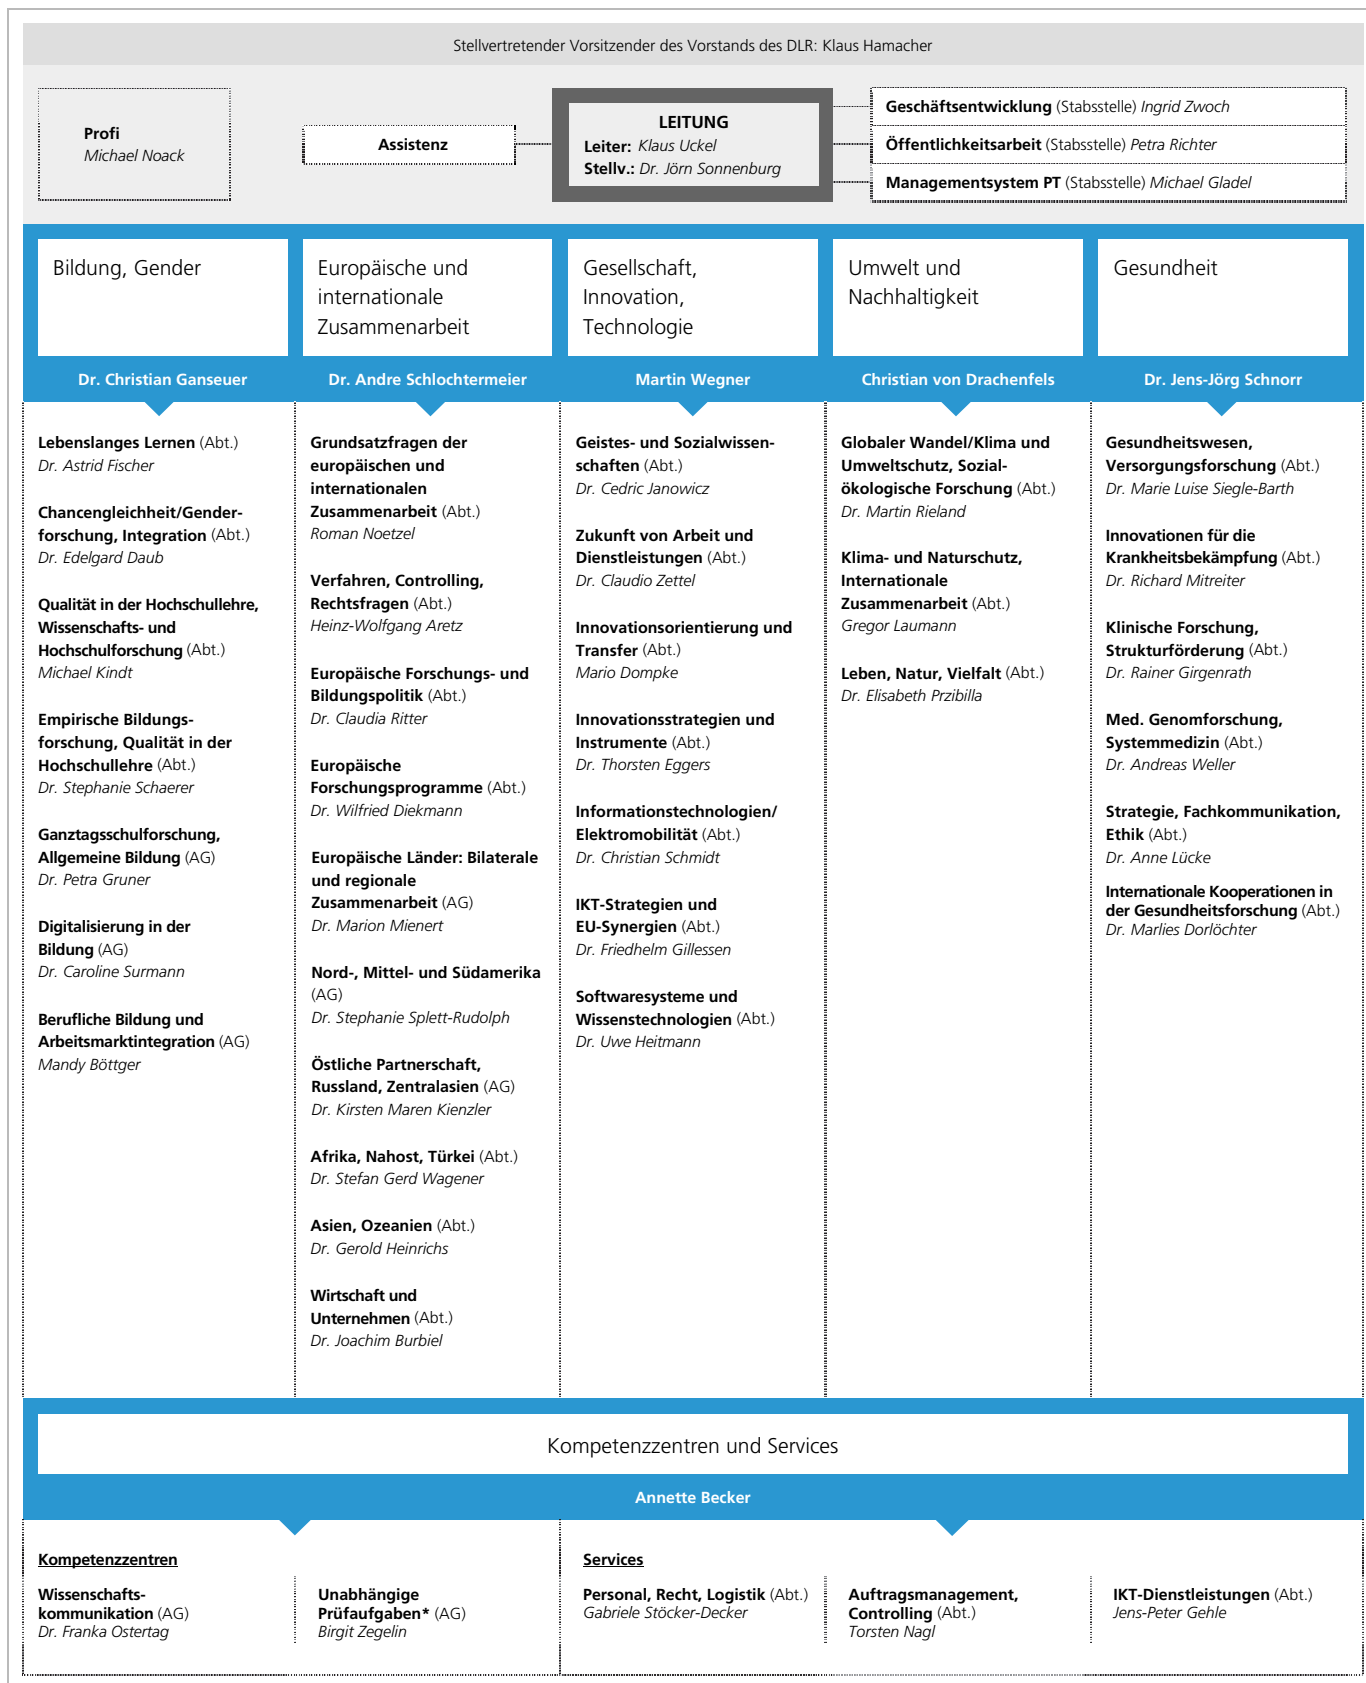 Stellvertretender Vorsitzender des Vorstands des DLR: Klaus Hamacher
Profi
Michael Noack
Assistenz
LEITUNG
Leiter: Klaus Uckel
Stellv.: Dr. Jörn Sonnenburg
Geschäftsentwicklung (Stabsstelle) Ingrid Zwoch
Öffentlichkeitsarbeit (Stabsstelle) Petra Richter
Managementsystem PT (Stabsstelle) Michael Gladel
Bildung, Gender
Dr. Christian Ganseuer
Lebenslanges Lernen (Abt.)
Dr. Astrid Fischer
Chancengleichheit/Gender-
forschung, Integration (Abt.)
Dr. Edelgard Daub
Qualität in der Hochschullehre,
Wissenschafts- und
Hochschulforschung (Abt.)
Michael Kindt
Empirische Bildungs-
forschung, Qualität in der
Hochschullehre (Abt.)
Dr. Stephanie Schaerer
Ganztagsschulforschung,
Allgemeine Bildung (AG)
Dr. Petra Gruner
Digitalisierung in der
Bildung (AG)
Dr. Caroline Surmann
Berufliche Bildung und
Arbeitsmarktintegration (AG)
Mandy Böttger
Europäische und
internationale
Zusammenarbeit
Dr. Andre Schlochtermeier
Grundsatzfragen der
europäischen und
internationalen
Zusammenarbeit (Abt.)
Roman Noetzel
Verfahren, Controlling,
Rechtsfragen (Abt.)
Heinz-Wolfgang Aretz
Europäische Forschungs- und
Bildungspolitik (Abt.)
Dr. Claudia Ritter
Europäische
Forschungsprogramme (Abt.)
Dr. Wilfried Diekmann
Europäische Länder: Bilaterale
und regionale
Zusammenarbeit (AG)
Dr. Marion Mienert
Nord-, Mittel- und Südamerika
(AG)
Dr. Stephanie Splett-Rudolph
Östliche Partnerschaft,
Russland, Zentralasien (AG)
Dr. Kirsten Maren Kienzler
Afrika, Nahost, Türkei (Abt.)
Dr. Stefan Gerd Wagener
Asien, Ozeanien (Abt.)
Dr. Gerold Heinrichs
Wirtschaft und
Unternehmen (Abt.)
Dr. Joachim Burbiel
Gesellschaft,
Innovation,
Technologie
Martin Wegner
Geistes- und Sozialwissen-
schaften (Abt.)
Dr. Cedric Janowicz
Zukunft von Arbeit und
Dienstleistungen (Abt.)
Dr. Claudio Zettel
Innovationsorientierung und
Transfer (Abt.)
Mario Dompke
Innovationsstrategien und
Instrumente (Abt.)
Dr. Thorsten Eggers
Informationstechnologien/
Elektromobilität (Abt.)
Dr. Christian Schmidt
IKT-Strategien und
EU-Synergien (Abt.)
Dr. Friedhelm Gillessen
Softwaresysteme und
Wissenstechnologien (Abt.)
Dr. Uwe Heitmann
Umwelt und
Nachhaltigkeit
Christian von Drachenfels
Globaler Wandel/Klima und
Umweltschutz, Sozial-
ökologische Forschung (Abt.)
Dr. Martin Rieland
Klima- und Naturschutz,
Internationale
Zusammenarbeit (Abt.)
Gregor Laumann
Leben, Natur, Vielfalt (Abt.)
Dr. Elisabeth Przibilla
Gesundheit
Dr. Jens-Jörg Schnorr
Gesundheitswesen,
Versorgungsforschung (Abt.)
Dr. Marie Luise Siegle-Barth
Innovationen für die
Krankheitsbekämpfung (Abt.)
Dr. Richard Mitreiter
Klinische Forschung,
Strukturförderung (Abt.)
Dr. Rainer Girgenrath
Med. Genomforschung,
Systemmedizin (Abt.)
Dr. Andreas Weller
Strategie, Fachkommunikation,
Ethik (Abt.)
Dr. Anne Lücke
Internationale Kooperationen in
der Gesundheitsforschung (Abt.)
Dr. Marlies Dorlöchter
Kompetenzzentren und Services
Annette Becker
Kompetenzzentren
Wissenschafts-
kommunikation (AG)
Dr. Franka Ostertag
Unabhängige
Prüfaufgaben* (AG)
Birgit Zegelin
Services
Personal, Recht, Logistik (Abt.)
Gabriele Stöcker-Decker
Auftragsmanagement,
Controlling (Abt.)
Torsten Nagl
IKT-Dienstleistungen (Abt.)
Jens-Peter Gehle